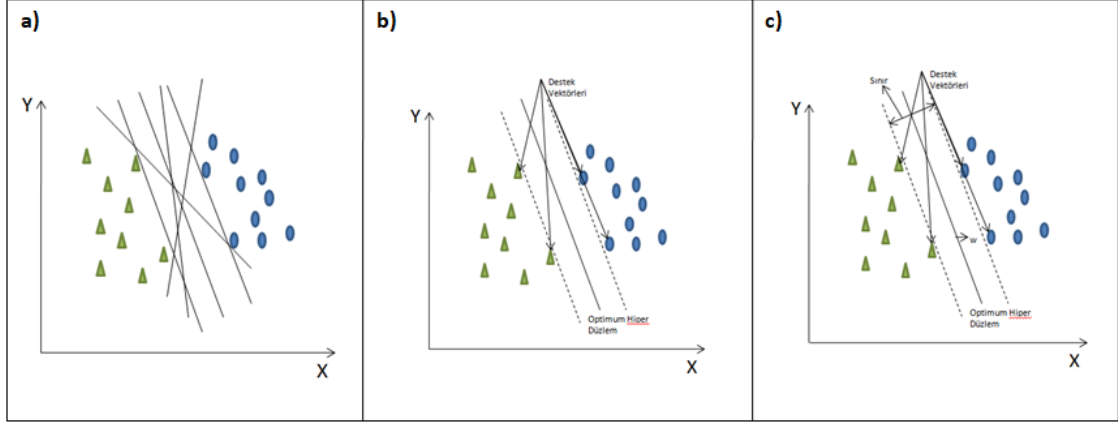 a)
Y
X
b)
Destek
Vektörleri
Y
Optimum Hiper
Düzlem
X
c)
Sınır
Destek
Vektörleri
Y
w
Optimum Hiper
Düzlem
X